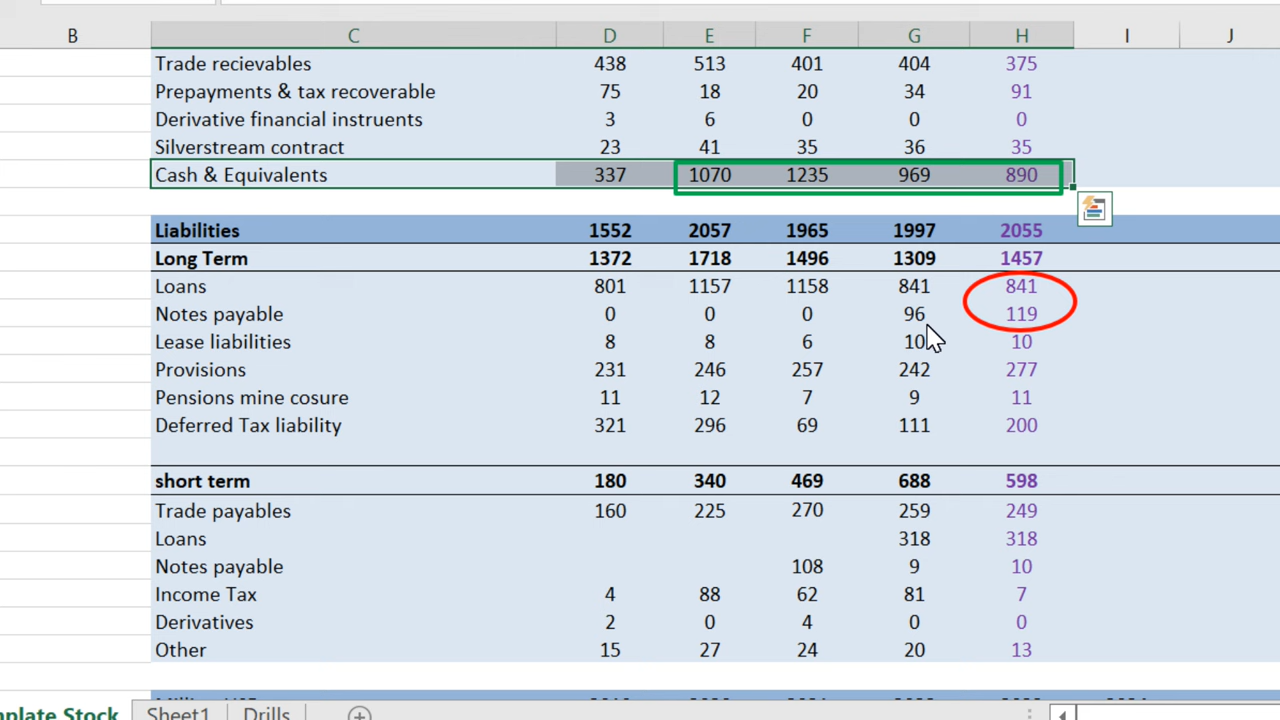 B C D E F G H I J
Trade recievables 438 513 401 404 375
Prepayments & tax recoverable 75 18 20 34 91
Derivative financial instruents 3 6 0 0 0
Silverstream contract 23 41 35 36 35
Cash & Equivalents 337 1070 1235 969 890
Liabilities 1552 2057 1965 1997 2055
Long Term 1372 1718 1496 1309 1457
Loans 801 1157 1158 841 841
Notes payable 0 0 0 96 119
Lease liabilities 8 8 6 10 10
Provisions 231 246 257 242 277
Pensions mine cosure 11 12 7 9 11
Deferred Tax liability 321 296 69 111 200
short term 180 340 469 688 598
Trade payables 160 225 270 259 249
Loans 318 318
Notes payable 108 9 10
Income Tax 4 88 62 81 7
Derivatives 2 0 4 0 0
Other 15 27 24 20 13
mplate Stock Sheet1 Drills